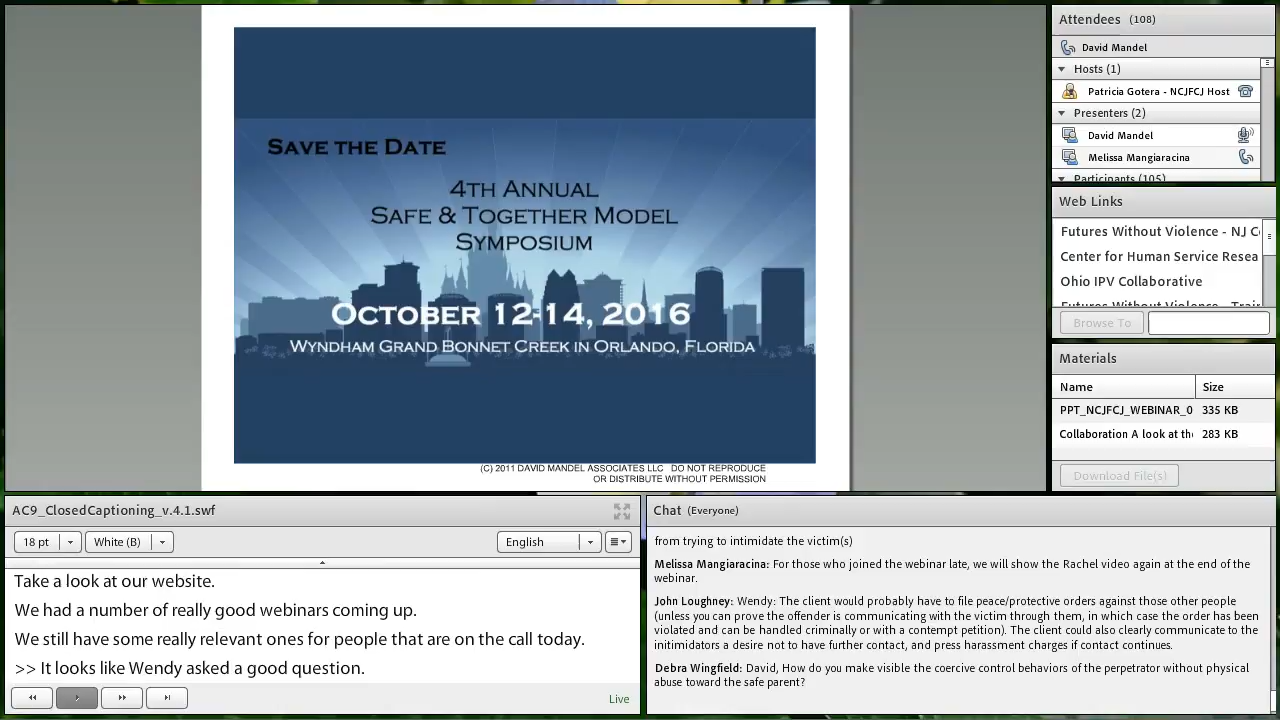 SAVE THE DATE
4TH ANNUAL
SAFE & TOGETHER MODEL
SYMPOSIUM
OCTOBER 12-14, 2016
WYNDHAM GRAND BONNET CREEK IN ORLANDO, FLORIDA
(C) 2011 DAVID MANDEL ASSOCIATES LLC DO NOT REPRODUCE
OR DISTRIBUTE WITHOUT PERMISSION
Attendees (108)
David Mandel
Hosts (1)
Patricia Gotera - NCJFCJ Host
Presenters (2)
David Mandel
Melissa Mangiaracina
Participants (105)
Web Links
Futures Without Violence - NJ C
Center for Human Service Resea
Ohio IPV Collaborative
Futures Without Violence - Train
Browse To
Materials
Name Size
PPT_NCJFCJ_WEBINAR_0 335 KB
Collaboration A look at the 283 KB
Download File(s)
AC9_ClosedCaptioning_v.4.1.swf
18 pt White (B) English
Take a look at our website.
We had a number of really good webinars coming up.
We still have some really relevant ones for people that are on the call today.
>> It looks like Wendy asked a good question.
Live
Chat (Everyone)
from trying to intimidate the victim(s)
Melissa Mangiaracina: For those who joined the webinar late, we will show the Rachel video again at the end of the
webinar.
John Loughney: Wendy: The client would probably have to file peace/protective orders against those other people
(unless you can prove the offender is communicating with the victim through them, in which case the order has been
violated and can be handled criminally or with a contempt petition). The client could also clearly communicate to the
initimidators a desire not to have further contact, and press harassment charges if contact continues.
Debra Wingfield: David, How do you make visible the coercive control behaviors of the perpetrator without physical
abuse toward the safe parent?